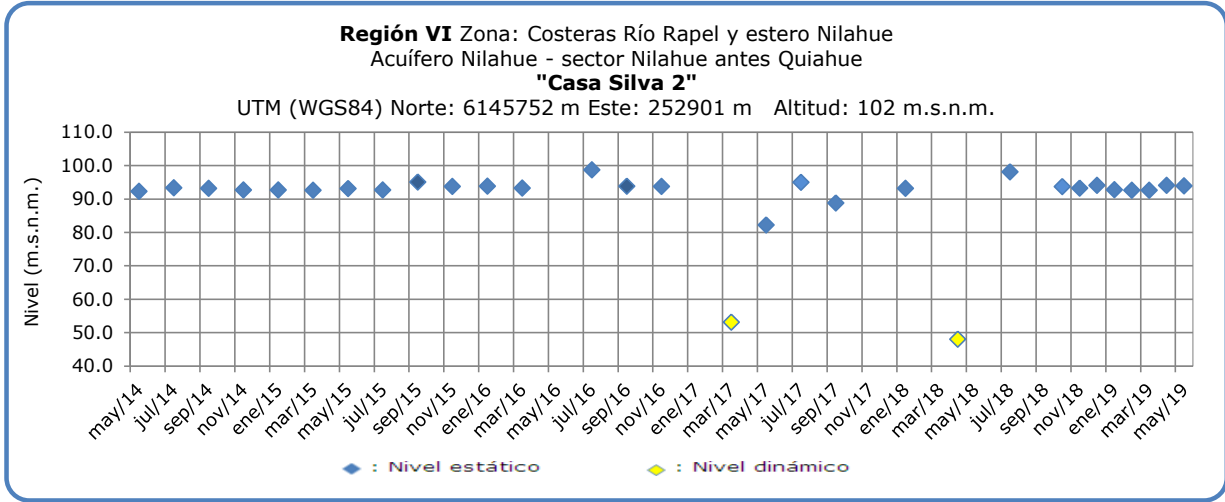 Región VI Zona: Costeras Río Rapel y estero Nilahue
Acuífero Nilahue - sector Nilahue antes Quiahue
"Casa Silva 2"
UTM (WGS84) Norte: 6145752 m Este: 252901 m Altitud: 102 m.s.n.m.
Nivel (m.s.n.m.)
110.0
100.0
90.0
80.0
70.0
60.0
50.0
40.0
may/14
jul/14
sep/14
nov/14
ene/15
mar/15
may/15
jul/15
sep/15
nov/15
ene/16
mar/16
may/16
jul/16
sep/16
nov/16
ene/17
mar/17
may/17
jul/17
sep/17
nov/17
ene/18
mar/18
may/18
jul/18
sep/18
nov/18
ene/19
mar/19
may/19
: Nivel estático
: Nivel dinámico